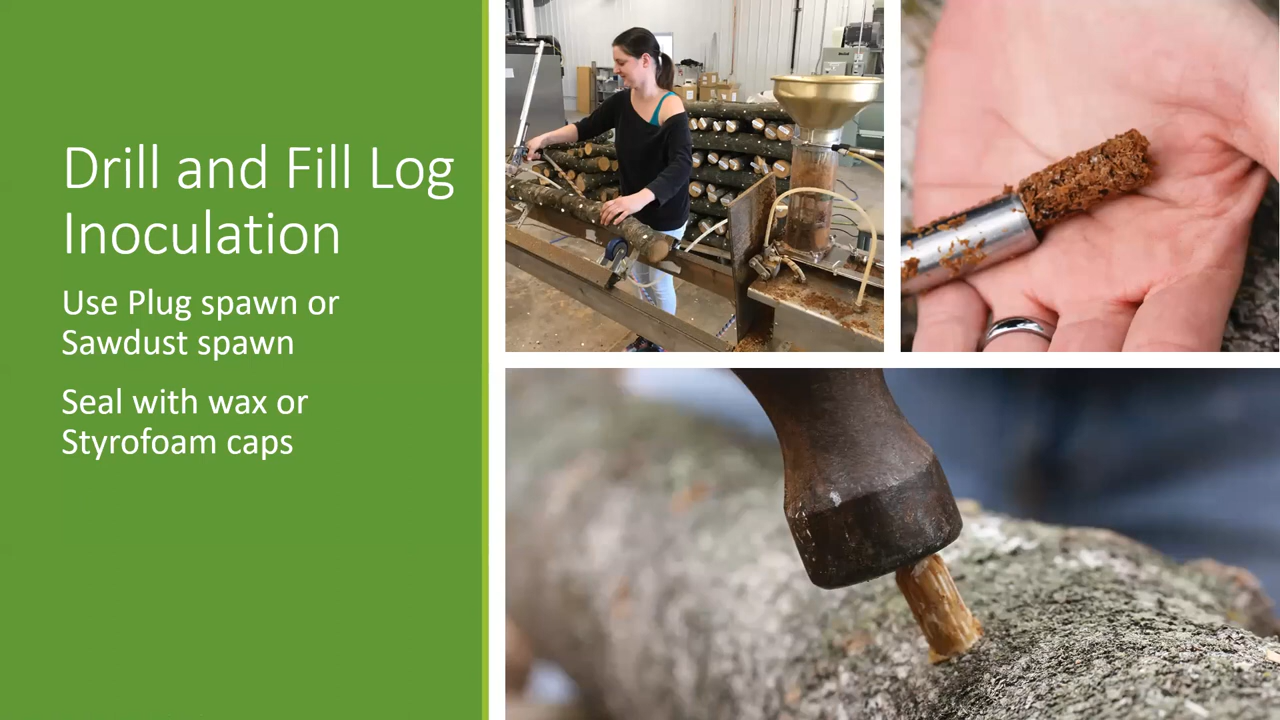 Drill and Fill Log
Inoculation
Use Plug spawn or
Sawdust spawn
Seal with wax or
Styrofoam caps